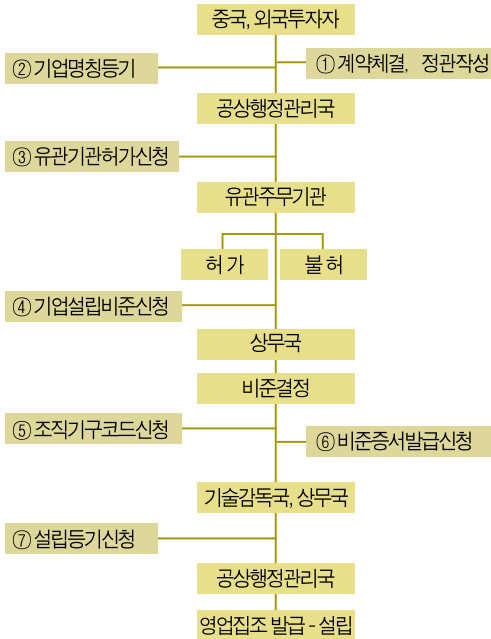 중국, 외국투자자
① 계약체결, 정관작성
② 기업명칭등기
공상행정관리국
③ 유관기관허가신청
유관주무기관
허 가
불 허
④ 기업설립비준신청
상무국
비준결정
⑤ 조직기구코드신청
⑥ 비준증서발급신청
기술감독국, 상무국
⑦ 설립등기신청
공상행정관리국
영업집조 발급 - 설립